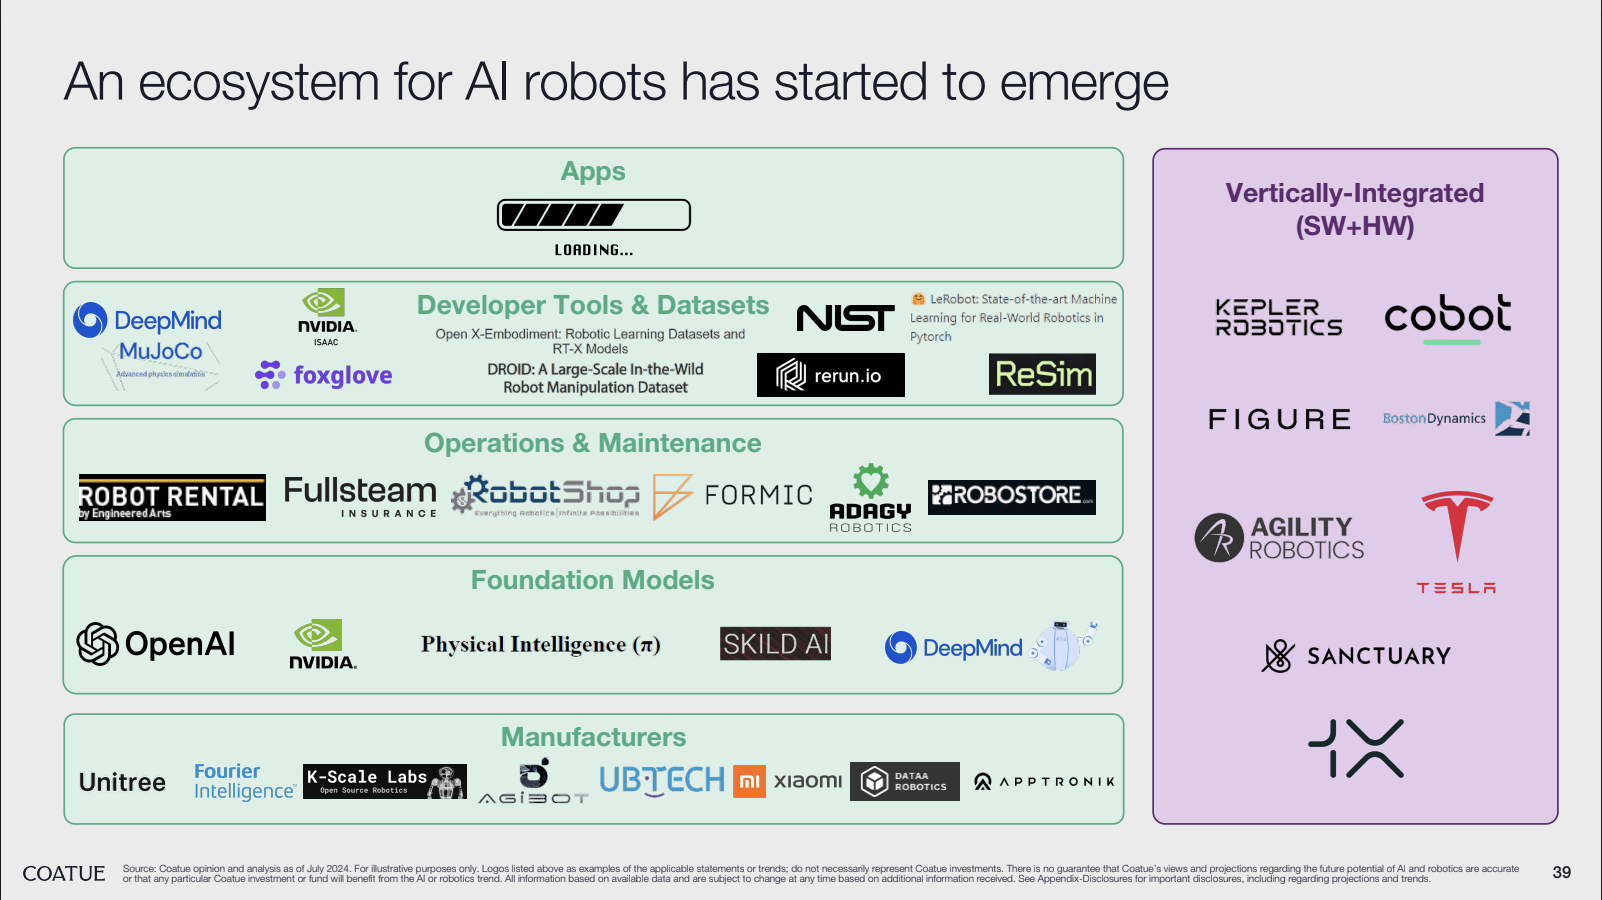 An ecosystem for AI robots has started to emerge
Apps
LOADING...
Developer Tools & Datasets
DeepMind
MuJoCo
Advanced physics simulation
NVIDIA.
ISAAC
foxglove
Open X-Embodiment: Robotic Learning Datasets and
RT-X Models
DROID: A Large-Scale In-the-Wild
Robot Manipulation Dataset
NIST
rerun.io
LeRobot: State-of-the-art Machine
Learning for Real-World Robotics in
Pytorch
ReSim
Operations & Maintenance
ROBOT RENTAL
by Engineered Arts
Fullsteam
INSURANCE
RobotShop
Everything Robotics | Infinite Possibilities
FORMIC
ADAGY
ROBOTICS
ROBOSTORE.com
Foundation Models
OpenAI
NVIDIA.
Physical Intelligence (π)
SKILD AI
DeepMind
Manufacturers
Unitree
Fourier
Intelligence™
K-Scale Labs
Open Source Robotics
AGIBOT
UBTECH
mi xiaomi
DATAA
ROBOTICS
APPTRONIK
Vertically-Integrated
(SW+HW)
KEPLER
ROBOTICS
cobot
FIGURE
BostonDynamics
AGILITY
ROBOTICS
TESLA
SANCTUARY
1X
COATUE
Source: Coatue opinion and analysis as of July 2024. For illustrative purposes only. Logos listed above as examples of the applicable statements or trends; do not necessarily represent Coatue investments. There is no guarantee that Coatue's views and projections regarding the future potential of AI and robotics are accurate
or that any particular Coatue investment or fund will benefit from the AI or robotics trend. All information based on available data and are subject to change at any time based on additional information received. See Appendix-Disclosures for important disclosures, including regarding projections and trends.
39